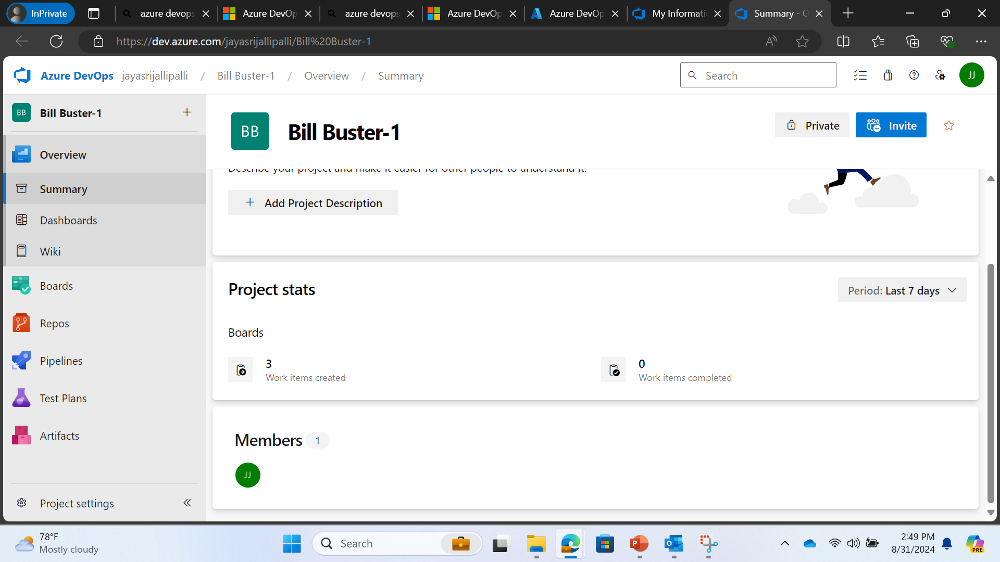 InPrivate
azure devops
Azure DevOp
azure devops
Azure DevOp
Azure DevOp
My Informati
Summary - O
https://dev.azure.com/jayasrijallipalli/Bill%20Buster-1
Azure DevOps jayasrijallipalli / Bill Buster-1 / Overview / Summary
Search
JJ
BB Bill Buster-1
Overview
Summary
Dashboards
Wiki
Boards
Repos
Pipelines
Test Plans
Artifacts
Project settings
BB
Bill Buster-1
Private
Invite
Describe your project and make it easier for other people to understand it.
Add Project Description
Project stats
Period: Last 7 days
Boards
3
Work items created
0
Work items completed
Members 1
JJ
78°F
Mostly cloudy
Search
2:49 PM
8/31/2024
PRE